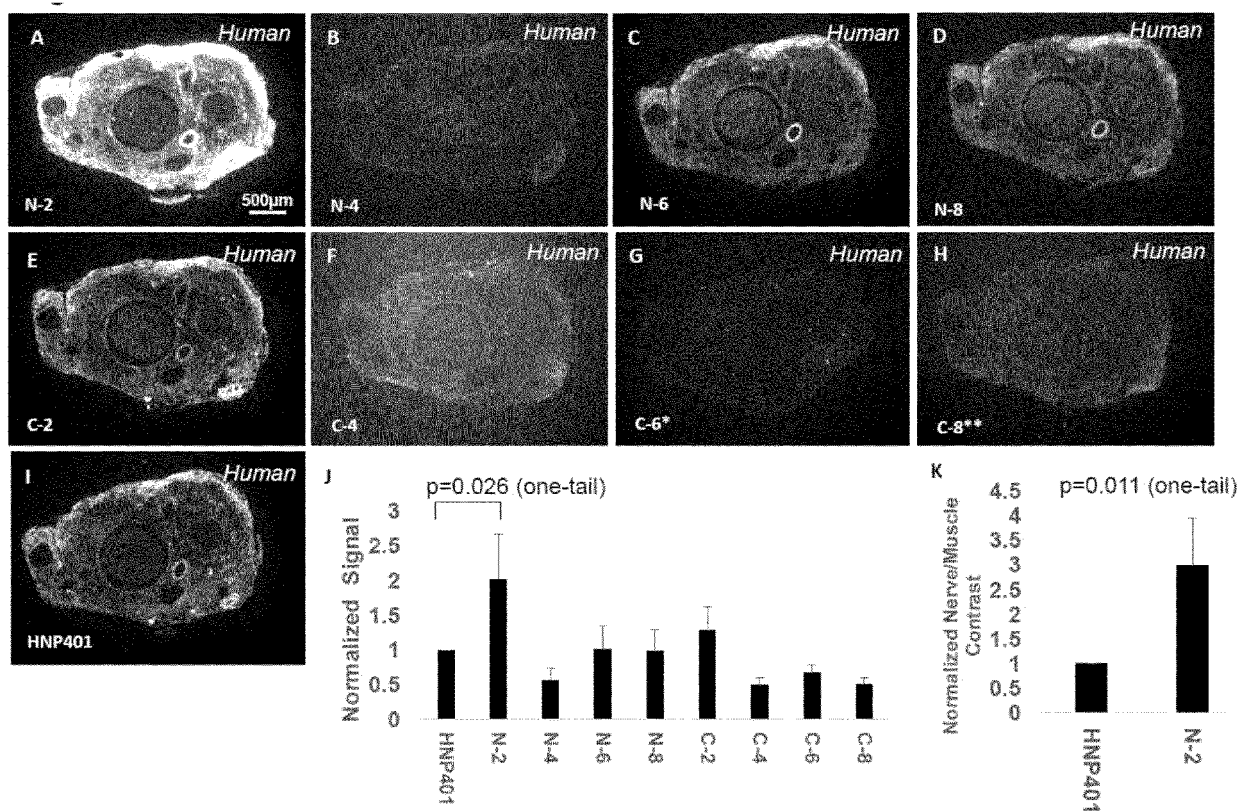 A Human
N-2
500µm
B Human
N-4
C Human
N-6
D Human
N-8
E Human
C-2
F Human
C-4
G Human
C-6*
H Human
C-8**
I Human
HNP401
J
p=0.026 (one-tail)
Normalized Signal
3
2.5
2
1.5
1
0.5
0
HNP401
N-2
N-4
N-6
N-8
C-2
C-4
C-6
C-8
K
p=0.011 (one-tail)
Normalized Nerve/Muscle
Contrast
4.5
4
3.5
3
2.5
2
1.5
1
0.5
0
HNP401
N-2